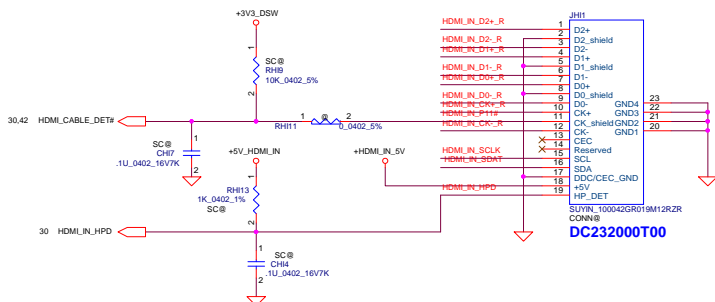 +3V3_DSW
SC@
RHI9
10K_0402_5%
1
2
30,42 HDMI_CABLE_DET#
1
@
2
RHI11
0_0402_5%
SC@
CHI7
.1U_0402_16V7K
1
2
+5V_HDMI_IN
1
RHI13
1K_0402_1%
SC@
2
+HDMI_IN_5V
30 HDMI_IN_HPD
SC@
CHI4
.1U_0402_16V7K
1
2
JHI1
HDMI_IN_D2+_R 1 D2+
2 D2_shield
HDMI_IN_D2-_R 3 D2-
HDMI_IN_D1+_R 4 D1+
5 D1_shield
HDMI_IN_D1-_R 6 D1-
HDMI_IN_D0+_R 7 D0+
8 D0_shield
HDMI_IN_D0-_R 9 D0- GND4 23
HDMI_IN_CK+_R 10 CK+ GND3 22
HDMI_IN_P11# 11 CK_shield GND2 21
HDMI_IN_CK-_R 12 CK- GND1 20
13 CEC
14 Reserved
HDMI_IN_SCLK 15 SCL
HDMI_IN_SDAT 16 SDA
17 DDC/CEC_GND
18 +5V
HDMI_IN_HPD 19 HP_DET
SUYIN_100042GR019M12RZR
CONN@
DC232000T00